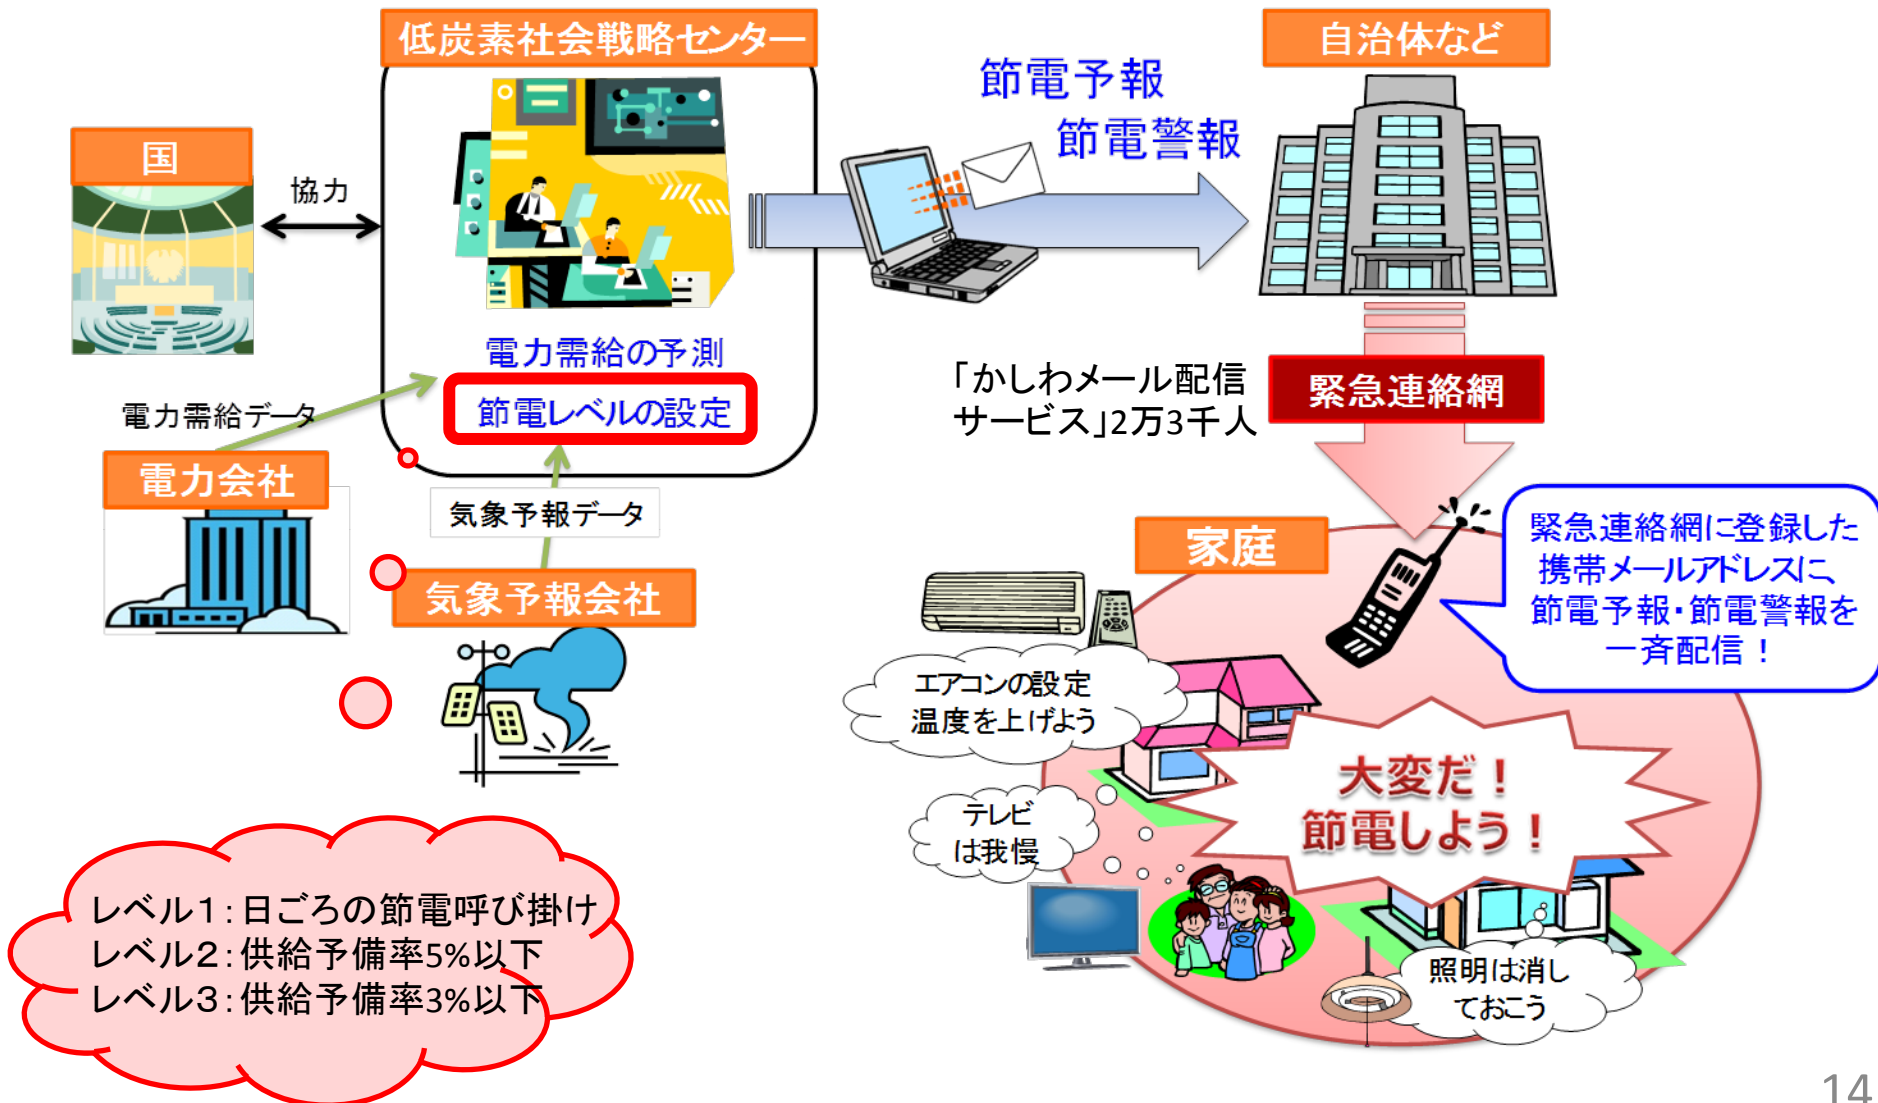 低炭素社会戦略センター
自治体など
節電予報
節電警報
国
協力
電力需給の予測
節電レベルの設定
電力需給データ
「かしわメール配信
サービス」2万3千人
緊急連絡網
電力会社
気象予報データ
気象予報会社
家庭
緊急連絡網に登録した
携帯メールアドレスに、
節電予報・節電警報を
一斉配信！
エアコンの設定
温度を上げよう
大変だ！
節電しよう！
テレビ
は我慢
照明は消し
ておこう
レベル１：日ごろの節電呼び掛け
レベル２：供給予備率5%以下
レベル３：供給予備率3%以下
14